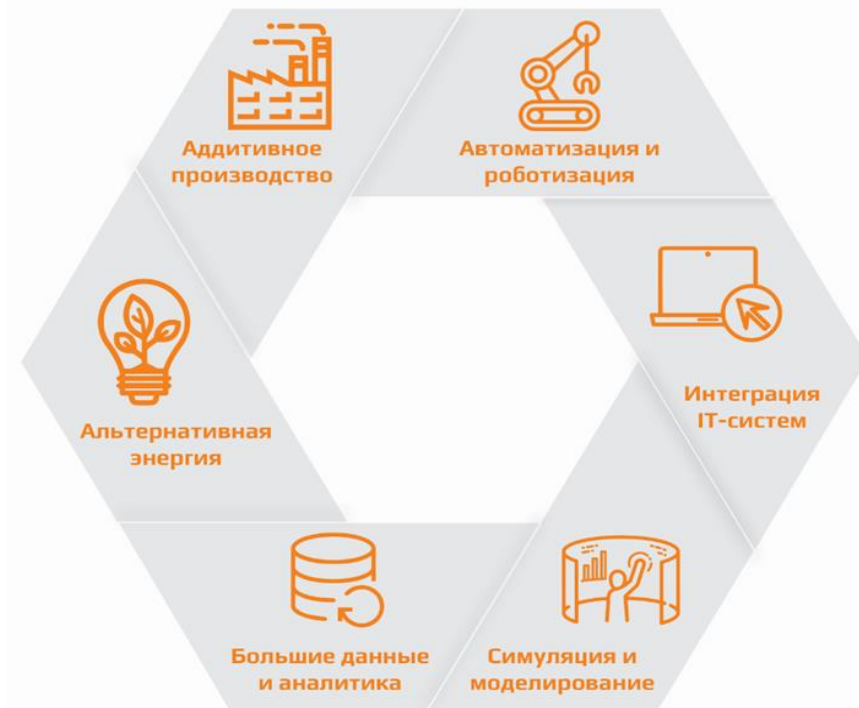 Аддитивное
производство
Автоматизация и
роботизация
Интеграция
IT-систем
Альтернативная
энергия
Большие данные
и аналитика
Симуляция и
моделирование